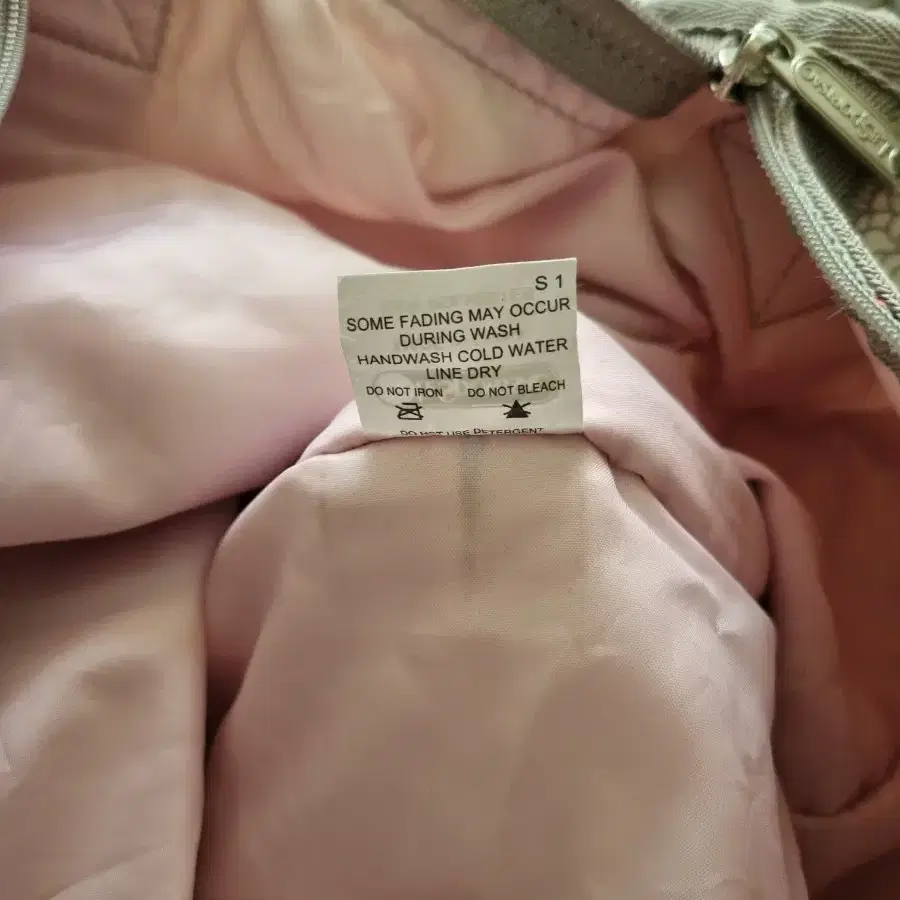 S 1
SOME FADING MAY OCCUR
DURING WASH
HANDWASH COLD WATER
LINE DRY
DO NOT IRON DO NOT BLEACH
DO NOT USE DETERGENT
LeSportsac